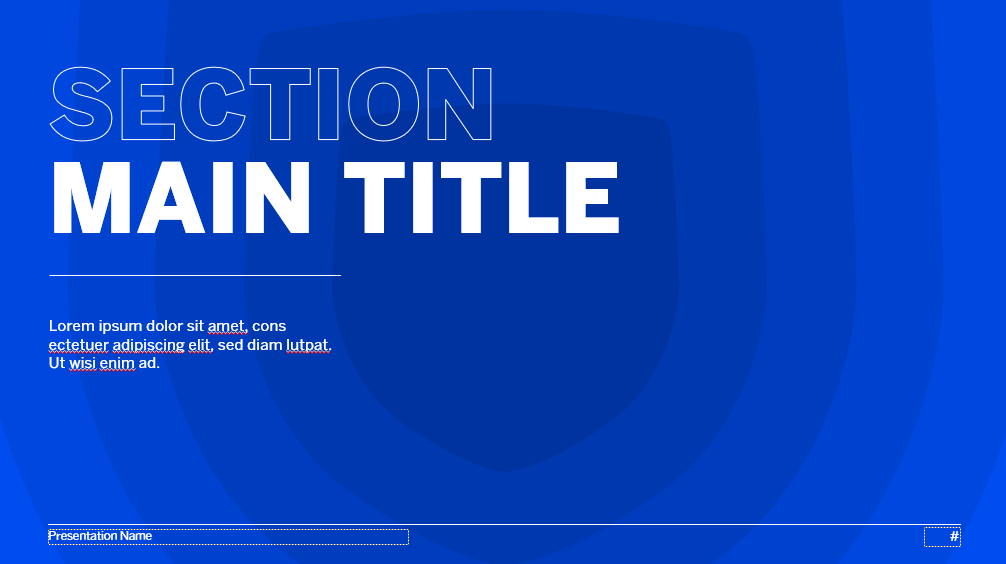 SECTION
MAIN TITLE
Lorem ipsum dolor sit amet, cons
ectetuer adipiscing elit, sed diam lutpat.
Ut wisi enim ad.
Presentation Name
#